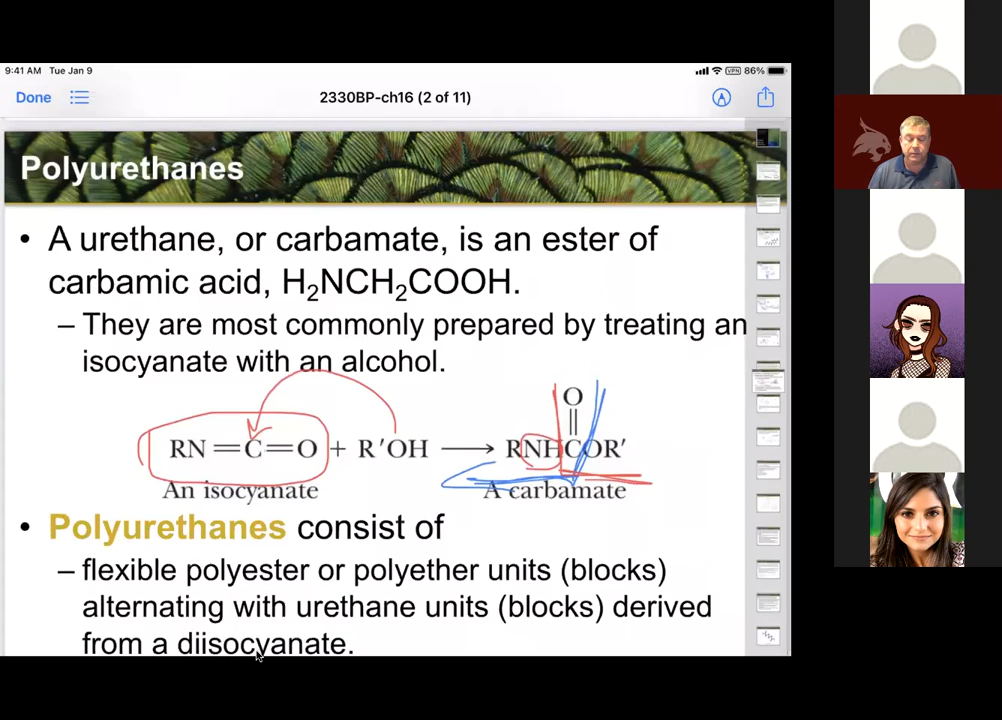 9:41 AM Tue Jan 9
VPN 86%
Done
2330BP-ch16 (2 of 11)
Polyurethanes
• A urethane, or carbamate, is an ester of
carbamic acid, H₂NCH₂COOH.
– They are most commonly prepared by treating an
isocyanate with an alcohol.
O
RN=C=O + R′OH ⟶ RNHCOR′
An isocyanate A carbamate
• Polyurethanes consist of
– flexible polyester or polyether units (blocks)
alternating with urethane units (blocks) derived
from a diisocyanate.